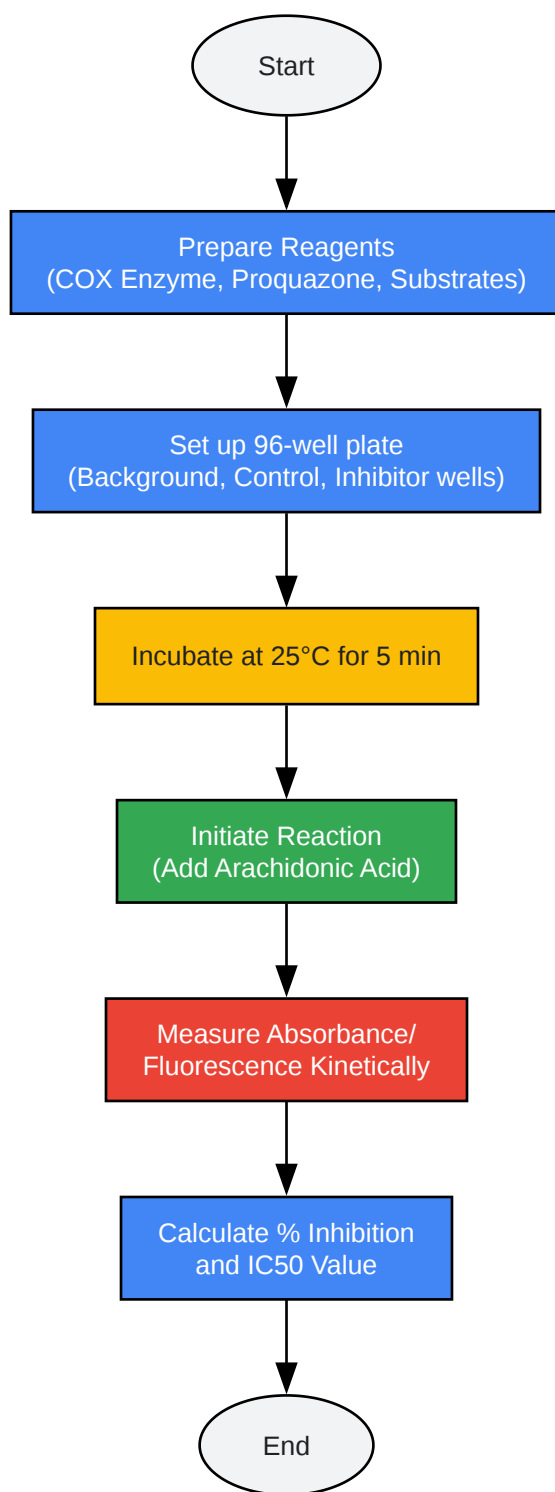 Start
Prepare Reagents
(COX Enzyme, Proquazone, Substrates)
Set up 96-well plate
(Background, Control, Inhibitor wells)
Incubate at 25°C for 5 min
Initiate Reaction
(Add Arachidonic Acid)
Measure Absorbance/
Fluorescence Kinetically
Calculate % Inhibition
and IC50 Value
End